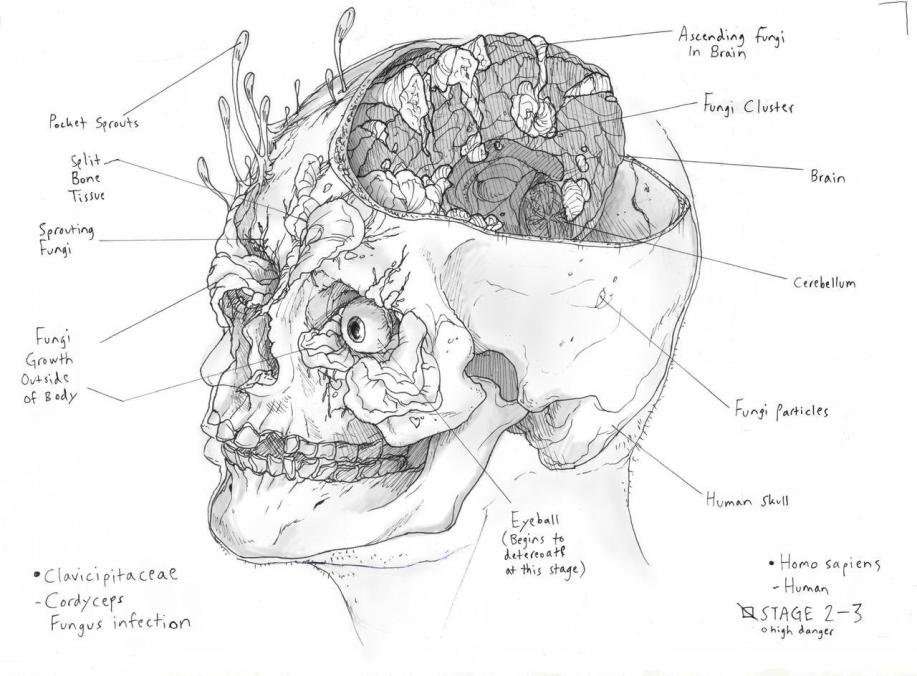 Ascending Fungi
In Brain
Fungi Cluster
Pocket Sprouts
Split
Bone
Tissue
Brain
Sprouting
Fungi
Cerebellum
Fungi
Growth
Outside
of Body
Fungi particles
Human skull
Eyeball
(Begins to
at this stage)
• Clavicipitaceae
- Cordyceps
Fungus infection
• Homo sapiens
- Human
STAGE 2-3
○ high danger